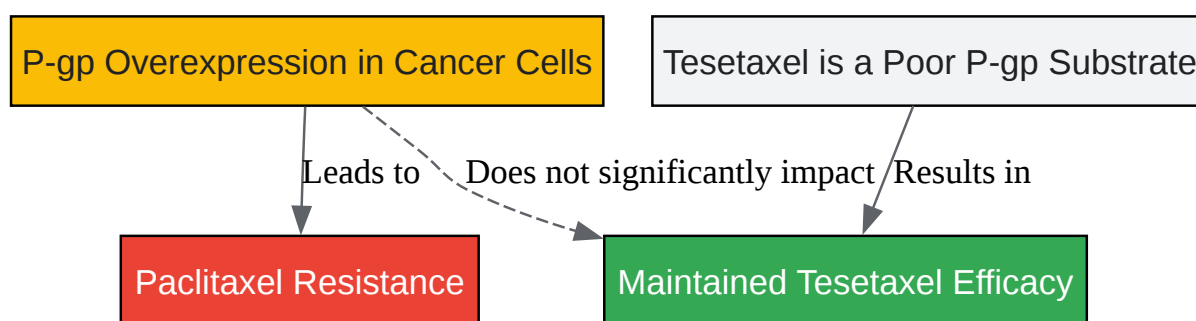 P-gp Overexpression in Cancer Cells
Tesetaxel is a Poor P-gp Substrate
Leads to
Does not significantly impact
Results in
Paclitaxel Resistance
Maintained Tesetaxel Efficacy